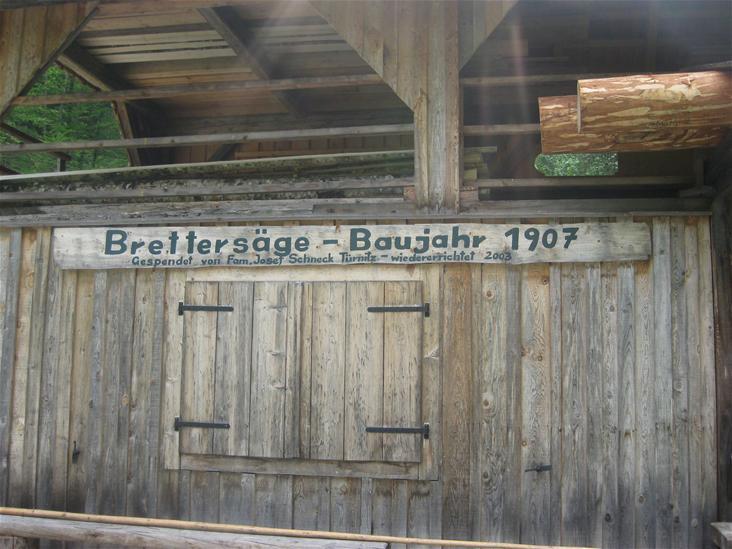 Brettersäge - Baujahr 1907
Gespendet von Fam. Josef Schneck Türnitz - wiedererrichtet 2003